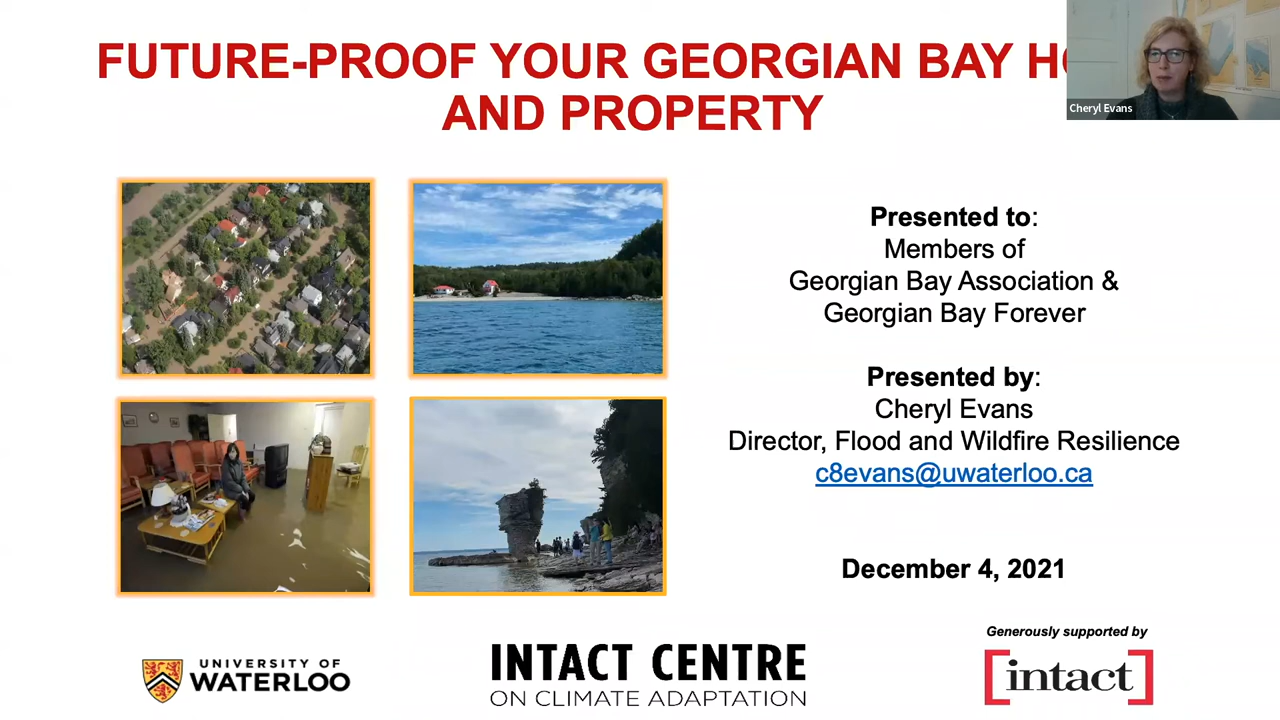 FUTURE-PROOF YOUR GEORGIAN BAY
AND PROPERTY
Cheryl Evans
Presented to:
Members of
Georgian Bay Association &
Georgian Bay Forever
Presented by:
Cheryl Evans
Director, Flood and Wildfire Resilience
c8evans@uwaterloo.ca
December 4, 2021
Generously supported by
UNIVERSITY OF
WATERLOO
INTACT CENTRE
ON CLIMATE ADAPTATION
[intact]